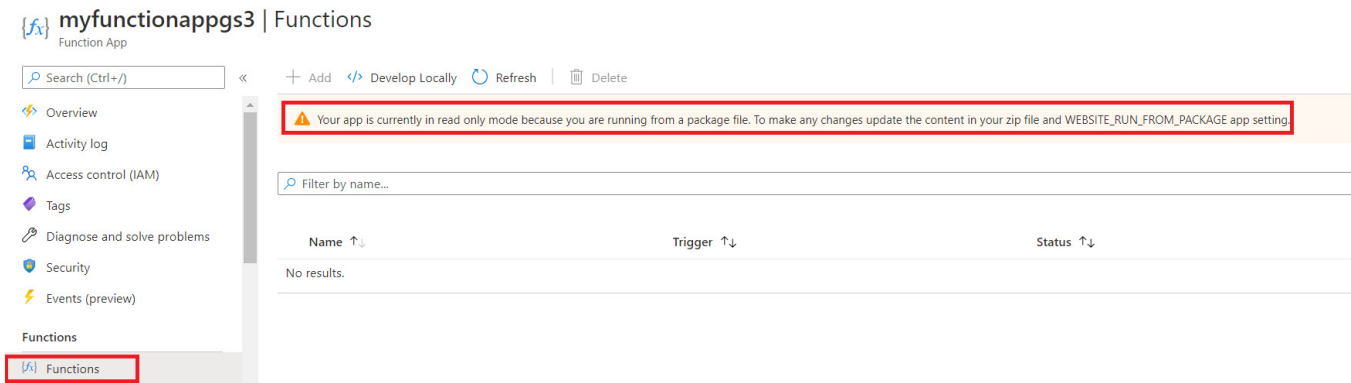 {fx} myfunctionappgs3 | Functions
Function App
Search (Ctrl+/)
«
Add
Develop Locally
Refresh
Delete
Overview
Your app is currently in read only mode because you are running from a package file. To make any changes update the content in your zip file and WEBSITE_RUN_FROM_PACKAGE app setting.
Activity log
Access control (IAM)
Filter by name...
Tags
Diagnose and solve problems
Name ↑↓
Trigger ↑↓
Status ↑↓
Security
No results.
Events (preview)
Functions
{fx} Functions